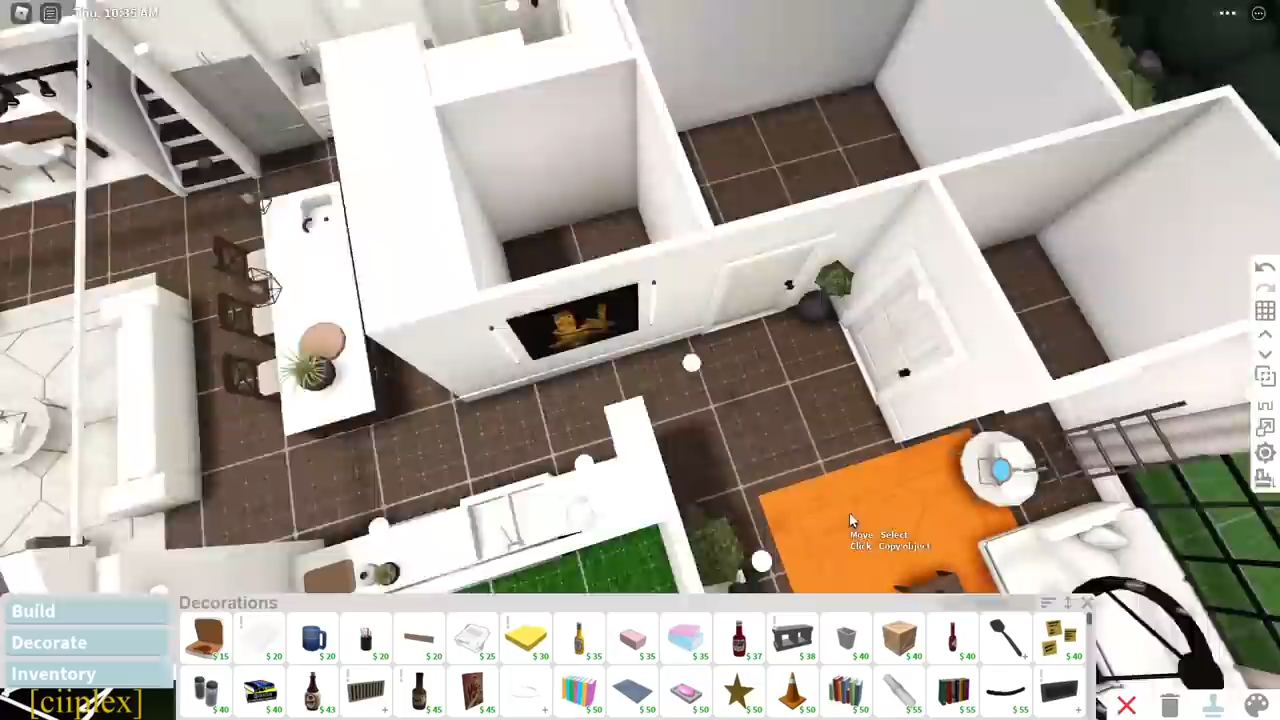 Thu. 10:35 AM
Move Select
Click Copy object
Build
Decorate
Inventory
[ciiplex]
Decorations
$15 $20 $20 $20 $20 $25 $30 $35 $35 $35 $37 $38 $40 $40 $40 + $40
$40 $40 $43 + $45 $45 + $50 $50 $50 $50 $50 $50 $55 $55 $55 +